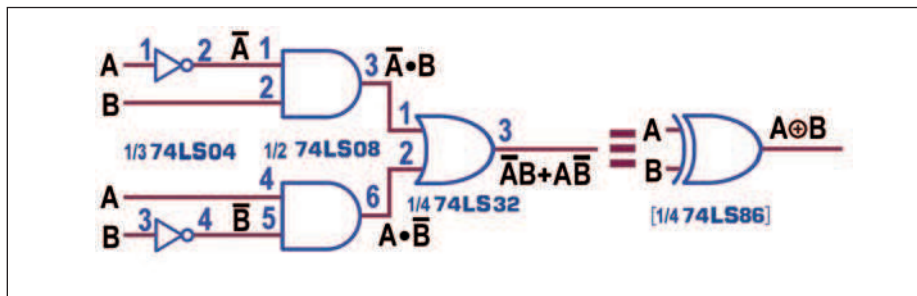 A 1 2 A̅ 1 3 A̅•B
B 2
1 3 A A⊕B
1/3 74LS04 1/2 74LS08 2 A̅B+AB̅ B
A 4 6 1/4 74LS32 [1/4 74LS86]
B 3 4 B̅ 5 A•B̅